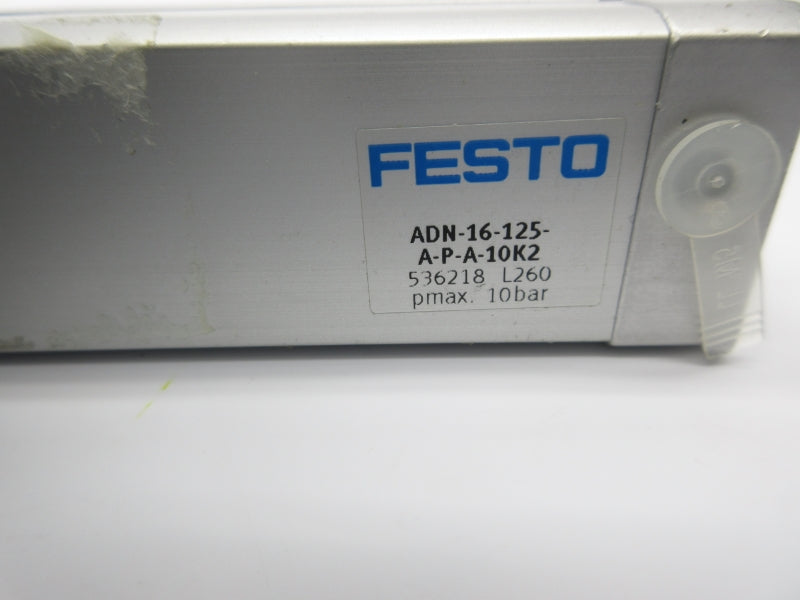 FESTO
ADN-16-125-
A-P-A-10K2
536218 L260
pmax. 10bar